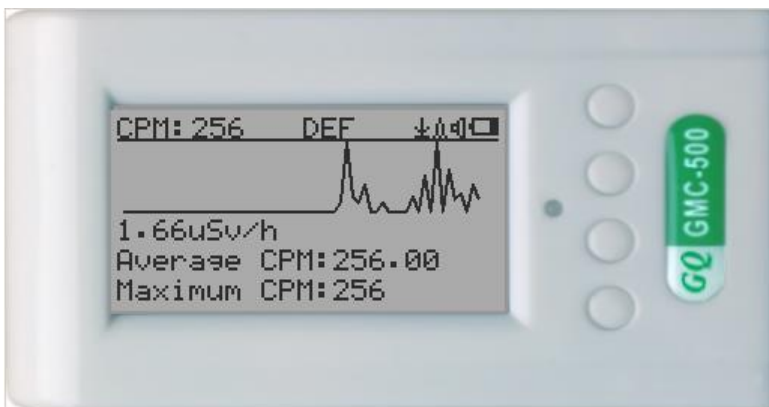 CPM: 256 DEF
1.66uSv/h
Average CPM:256.00
Maximum CPM:256
GQ GMC-500